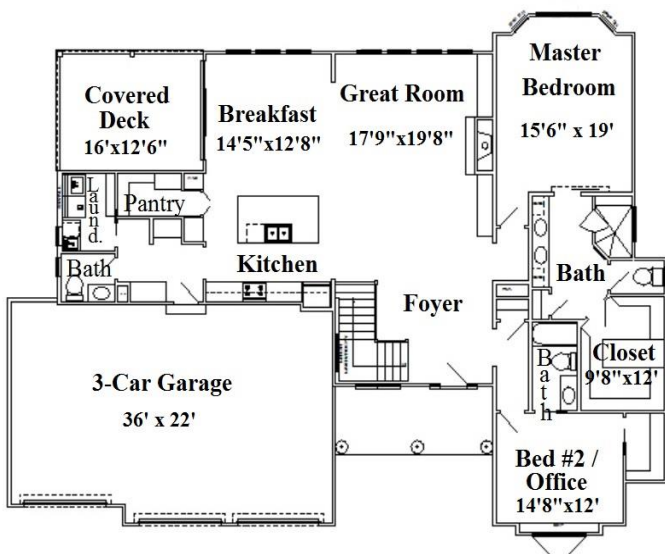 Master
Bedroom
15'6" x 19'
Covered
Deck
16'x12'6"
Breakfast
14'5"x12'8"
Great Room
17'9"x19'8"
Laund.
Pantry
Bath
Kitchen
Foyer
Bath
3-Car Garage
36' x 22'
Bath
Closet
9'8"x12'
Bed #2 /
Office
14'8"x12'